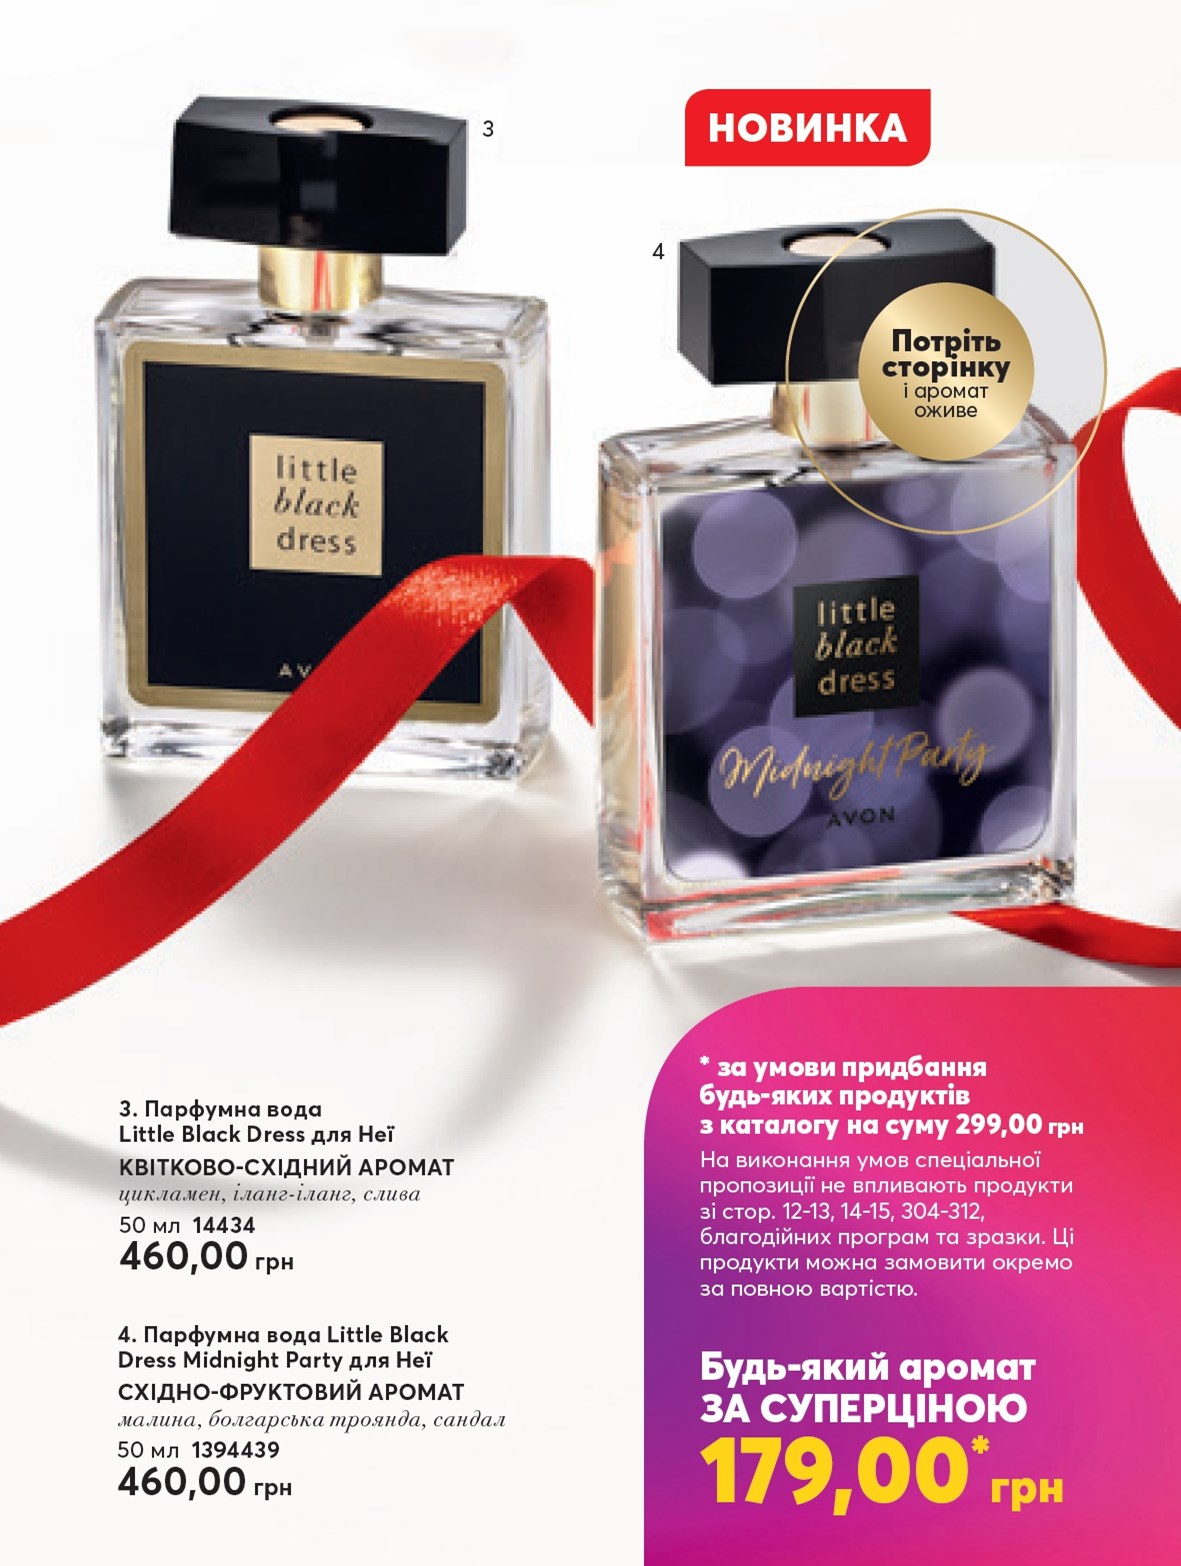 3
НОВИНКА
4
Потріть
сторінку
і аромат
оживе
little
black
dress
AV
little
black
dress
Midnight Party
AVON
3. Парфумна вода
Little Black Dress для Неї
КВІТКОВО-СХІДНИЙ АРОМАТ
цикламен, іланг-іланг, слива
50 мл 14434
460,00 грн
4. Парфумна вода Little Black
Dress Midnight Party для Неї
СХІДНО-ФРУКТОВИЙ АРОМАТ
малина, болгарська троянда, сандал
50 мл 1394439
460,00 грн
* за умови придбання
будь-яких продуктів
з каталогу на суму 299,00 грн
На виконання умов спеціальної
пропозиції не впливають продукти
зі стор. 12-13, 14-15, 304-312,
благодійних програм та зразки. Ці
продукти можна замовити окремо
за повною вартістю.
Будь-який аромат
ЗА СУПЕРЦІНОЮ
179,00* грн